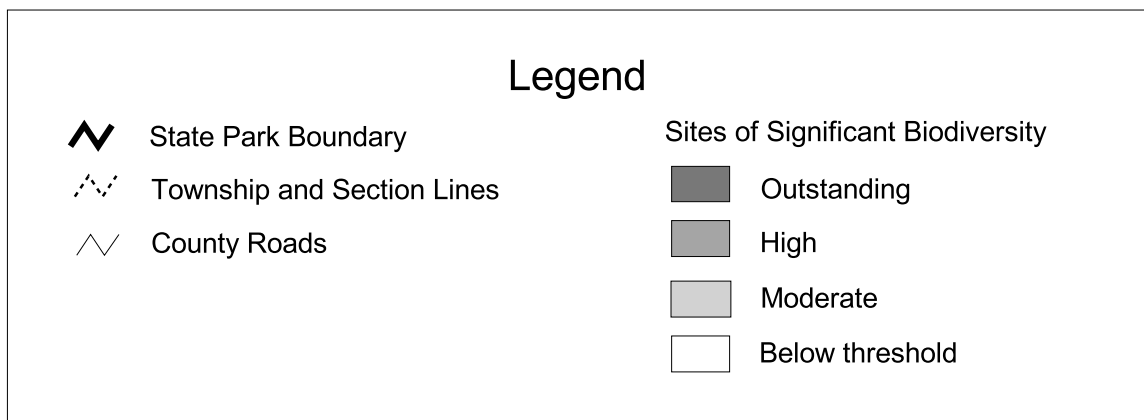 Legend
State Park Boundary
Township and Section Lines
County Roads
Sites of Significant Biodiversity
Outstanding
High
Moderate
Below threshold